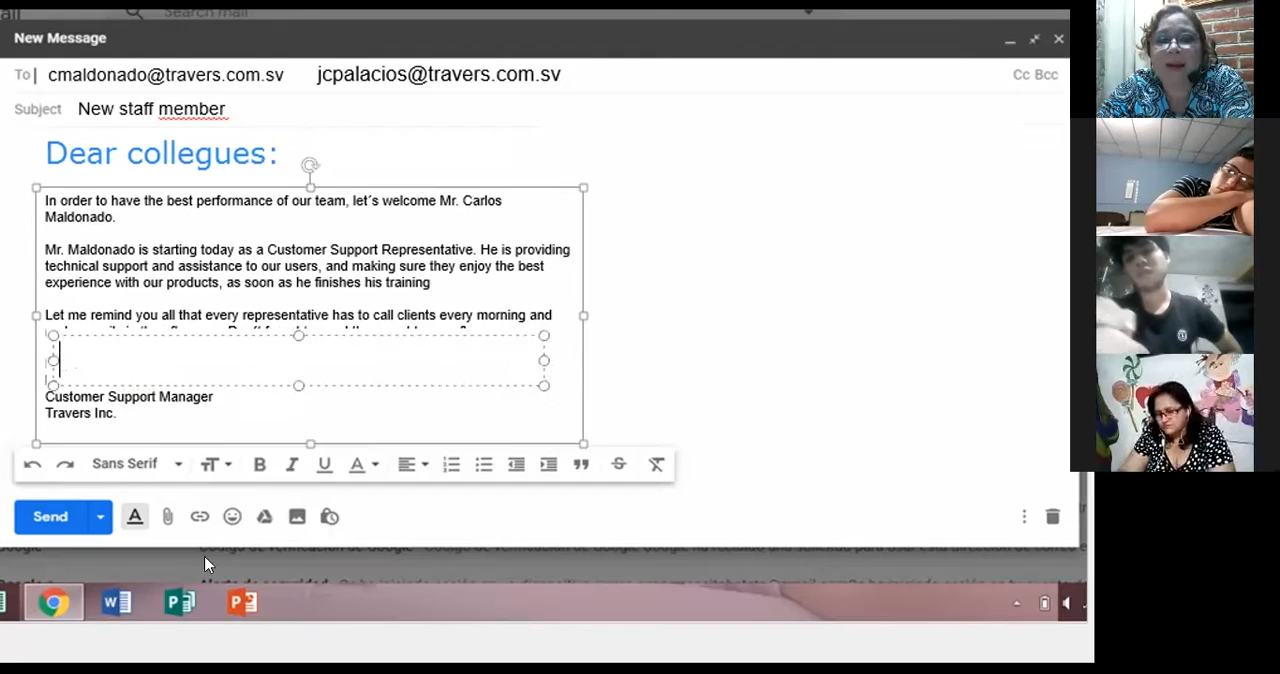 Search mail
New Message
To cmaldonado@travers.com.sv jcpalacios@travers.com.sv
Cc Bcc
Subject New staff member
Dear collegues:
In order to have the best performance of our team, let´s welcome Mr. Carlos
Maldonado.
Mr. Maldonado is starting today as a Customer Support Representative. He is providing
technical support and assistance to our users, and making sure they enjoy the best
experience with our products, as soon as he finishes his training
Let me remind you all that every representative has to call clients every morning and
Customer Support Manager
Travers Inc.
Sans Serif
Send